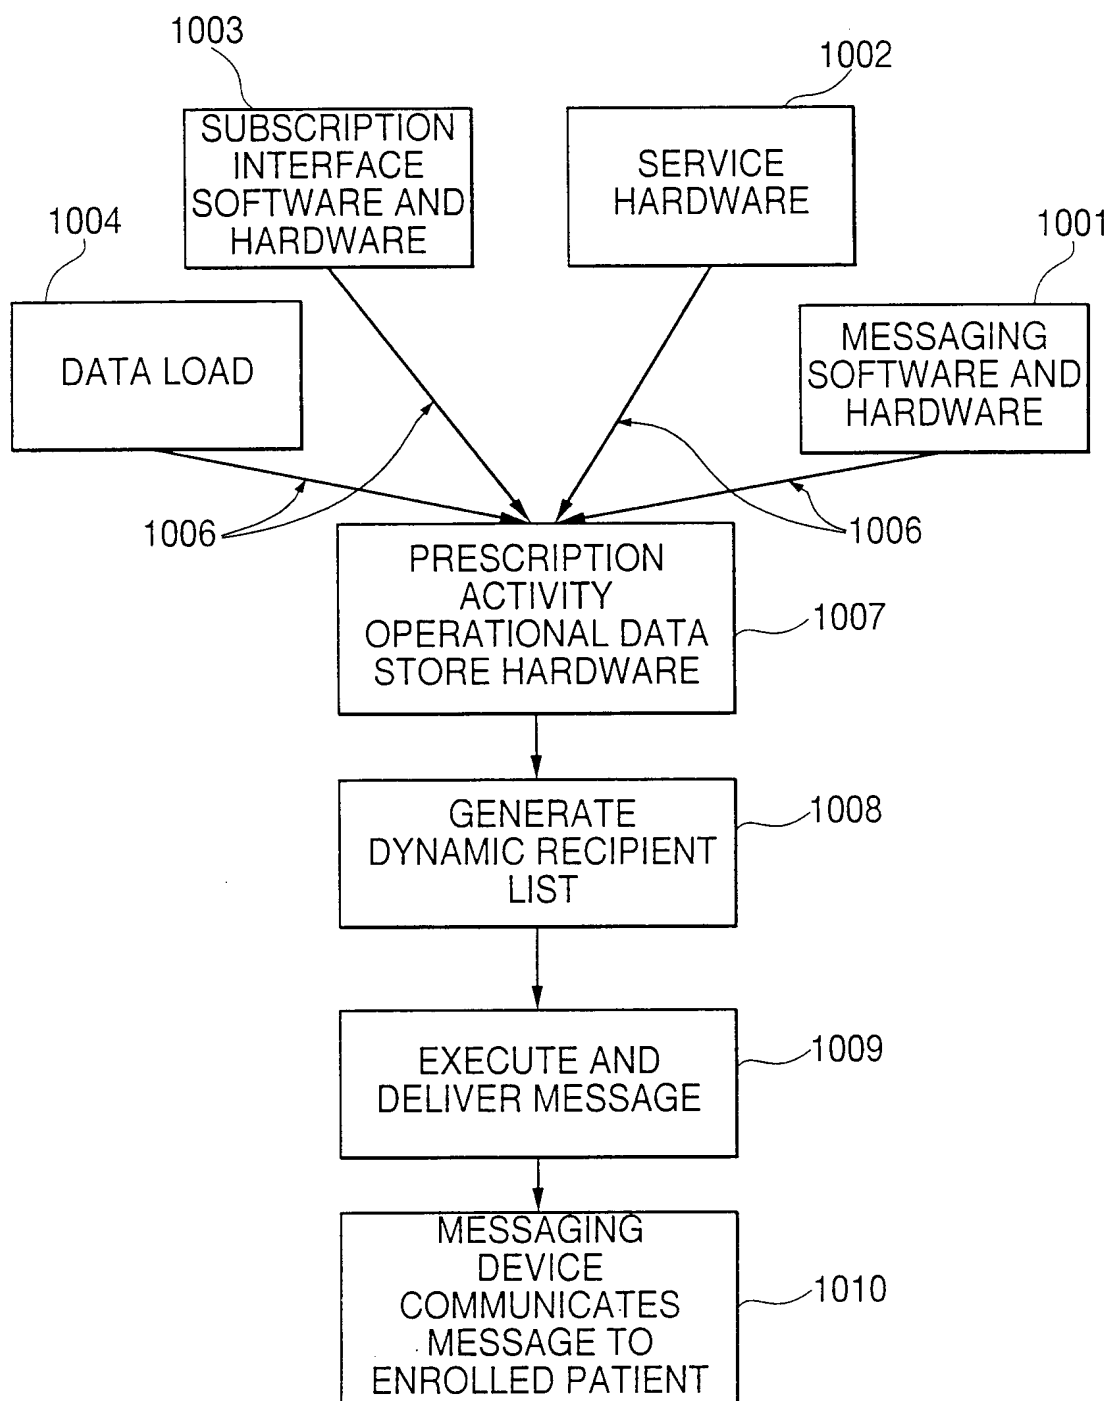 1003
SUBSCRIPTION
INTERFACE
SOFTWARE AND
HARDWARE
1002
SERVICE
HARDWARE
1004
DATA LOAD
1001
MESSAGING
SOFTWARE AND
HARDWARE
1006
1006
PRESCRIPTION
ACTIVITY
OPERATIONAL DATA
STORE HARDWARE
1007
GENERATE
DYNAMIC RECIPIENT
LIST
1008
EXECUTE AND
DELIVER MESSAGE
1009
MESSAGING
DEVICE
COMMUNICATES
MESSAGE TO
ENROLLED PATIENT
1010